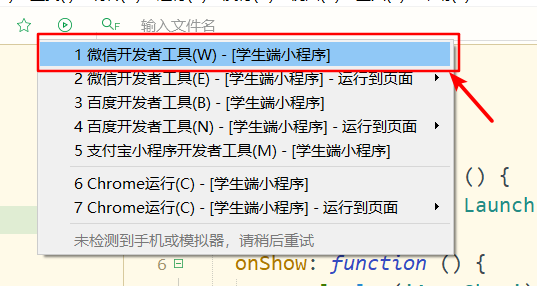 输入文件名
1 微信开发者工具(W) - [学生端小程序]
2 微信开发者工具(E) - [学生端小程序] - 运行到页面
3 百度开发者工具(B) - [学生端小程序]
4 百度开发者工具(N) - [学生端小程序] - 运行到页面
5 支付宝小程序开发者工具(M) - [学生端小程序]
6 Chrome运行(C) - [学生端小程序]
7 Chrome运行(C) - [学生端小程序] - 运行到页面
未检测到手机或模拟器，请稍后重试
() {
Launch
6 onShow: function () {